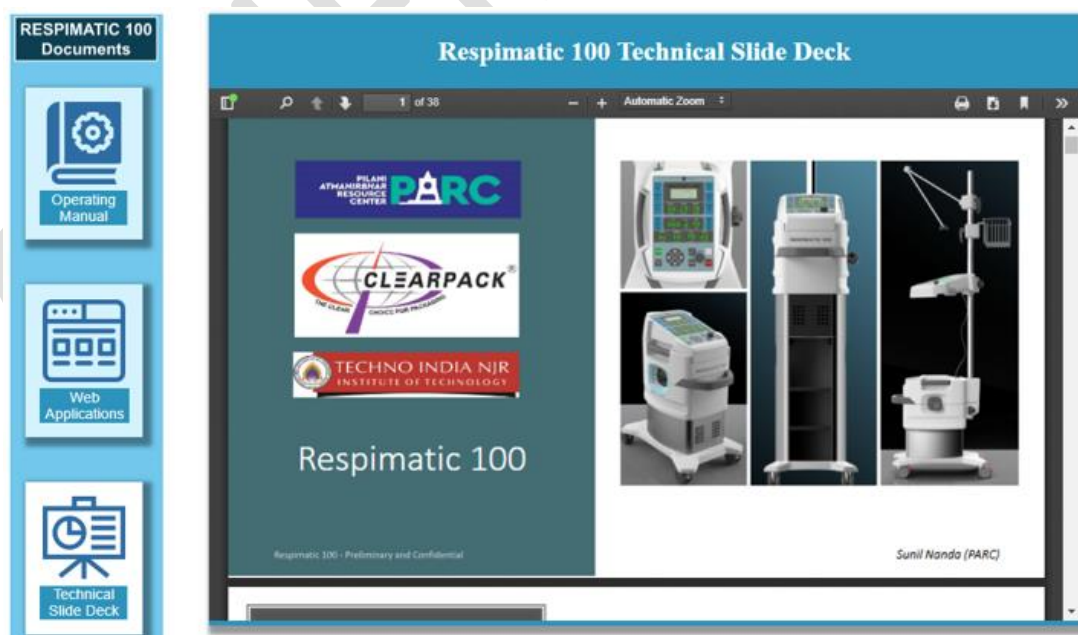 RESPIMATIC 100
Documents
Operating
Manual
Web
Applications
Technical
Slide Deck
Respimatic 100 Technical Slide Deck
1 of 38
Automatic Zoom
PILANI
ATMANIRBHAR
RESOURCE
CENTER
PARC
CLEARPACK®
THE CLEAR CHOICE FOR PACKAGING
TECHNO INDIA NJR
INSTITUTE OF TECHNOLOGY
Respimatic 100
Respimatic 100 - Preliminary and Confidential
RESPIMATIC 100
Sunil Nanda (PARC)